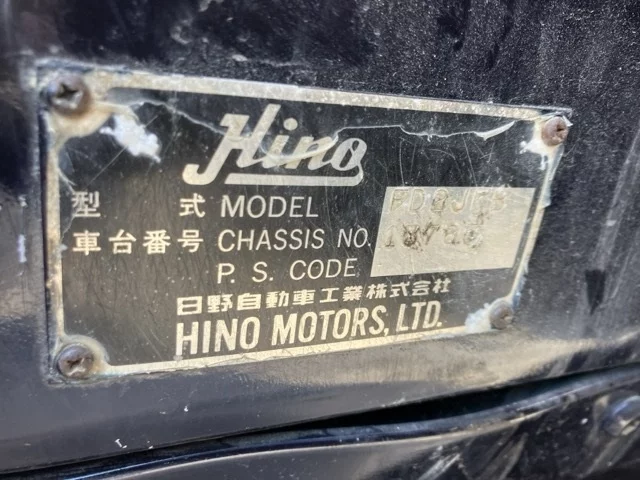 Hino
型 式 MODEL
車台番号 CHASSIS NO.
P. S. CODE
日野自動車工業株式会社
HINO MOTORS, LTD.